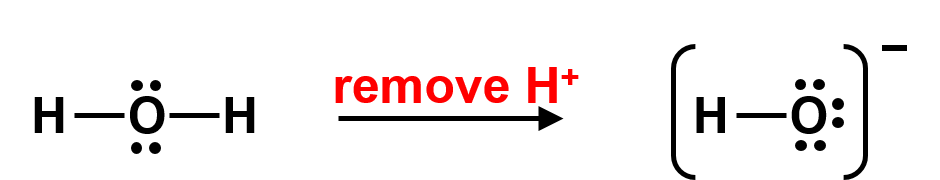 remove H⁺
H—O—H
[H—O]⁻